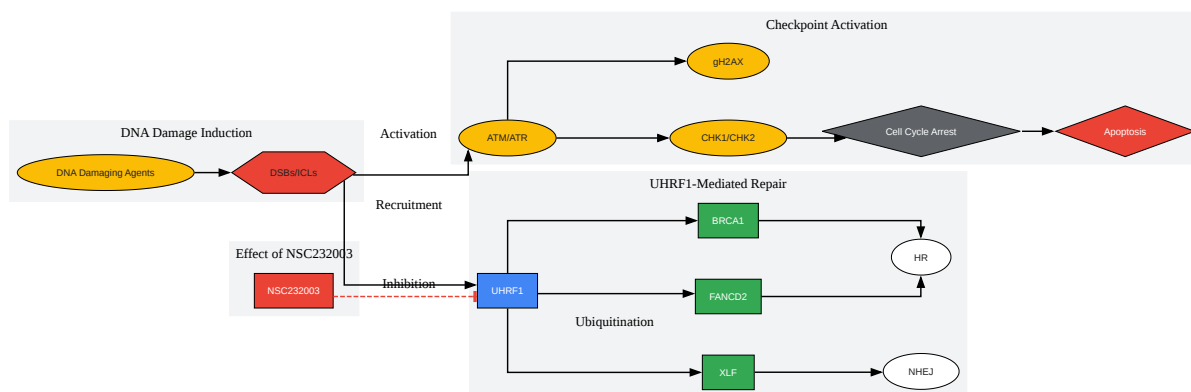 Checkpoint Activation
gH2AX
DNA Damage Induction
Activation
ATM/ATR
CHK1/CHK2
Cell Cycle Arrest
Apoptosis
DNA Damaging Agents
DSBs/ICLs
UHRF1-Mediated Repair
Recruitment
BRCA1
Effect of NSC232003
HR
NSC232003
Inhibition
UHRF1
FANCD2
Ubiquitination
XLF
NHEJ